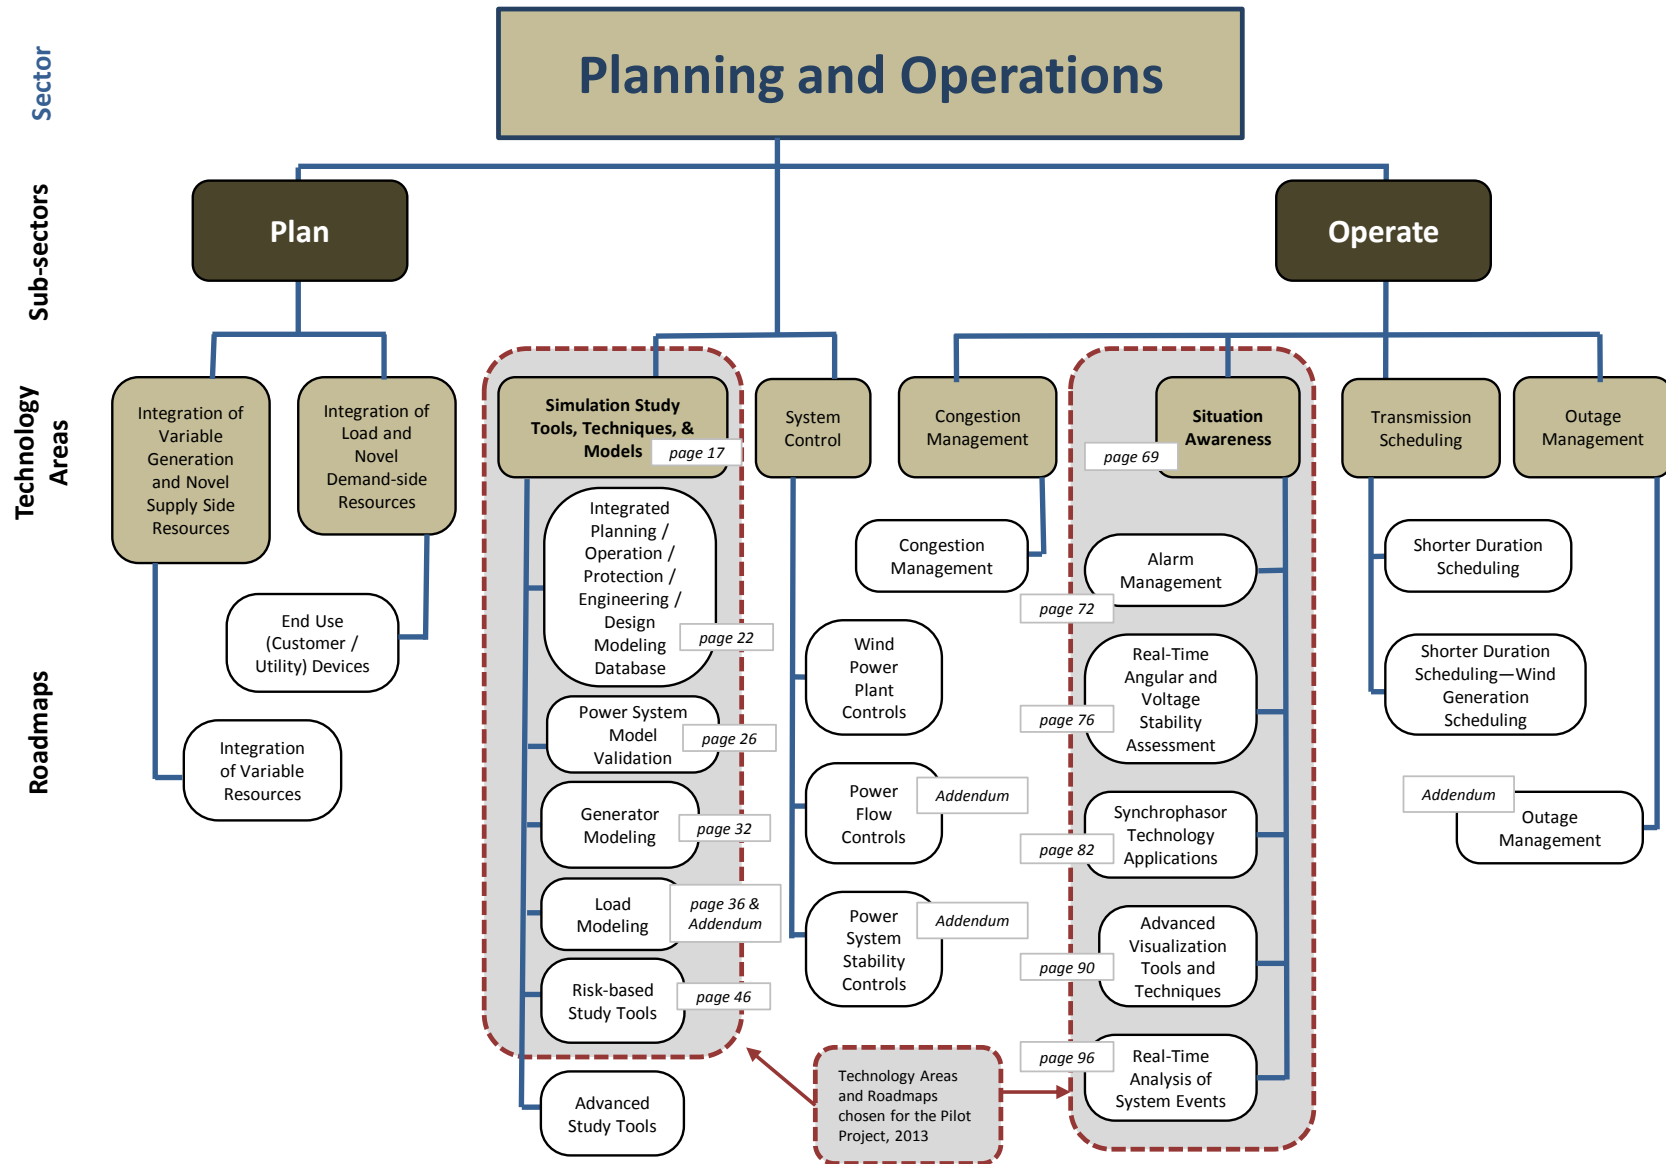 Planning and Operations
Sector
Sub-sectors
Plan
Operate
Technology
Areas
Integration of
Variable
Generation
and Novel
Supply Side
Resources
Integration of
Load and
Novel
Demand-side
Resources
Simulation Study
Tools, Techniques, &
Models
page 17
System
Control
Congestion
Management
Situation
Awareness
page 69
Transmission
Scheduling
Outage
Management
Roadmaps
Integration
of Variable
Resources
End Use
(Customer /
Utility) Devices
Integrated
Planning /
Operation /
Protection /
Engineering /
Design
Modeling
Database
page 22
Power System
Model
Validation
page 26
Generator
Modeling
page 32
Load
Modeling
page 36 &
Addendum
Risk-based
Study Tools
page 46
Advanced
Study Tools
Wind
Power
Plant
Controls
Power
Flow
Controls
Addendum
Power
System
Stability
Controls
Addendum
Congestion
Management
Alarm
Management
page 72
Real-Time
Angular and
Voltage
Stability
Assessment
page 76
Synchrophasor
Technology
Applications
page 82
Advanced
Visualization
Tools and
Techniques
page 90
Real-Time
Analysis of
System Events
page 96
Shorter Duration
Scheduling
Shorter Duration
Scheduling—Wind
Generation
Scheduling
Addendum
Outage
Management
Technology Areas
and Roadmaps
chosen for the Pilot
Project, 2013